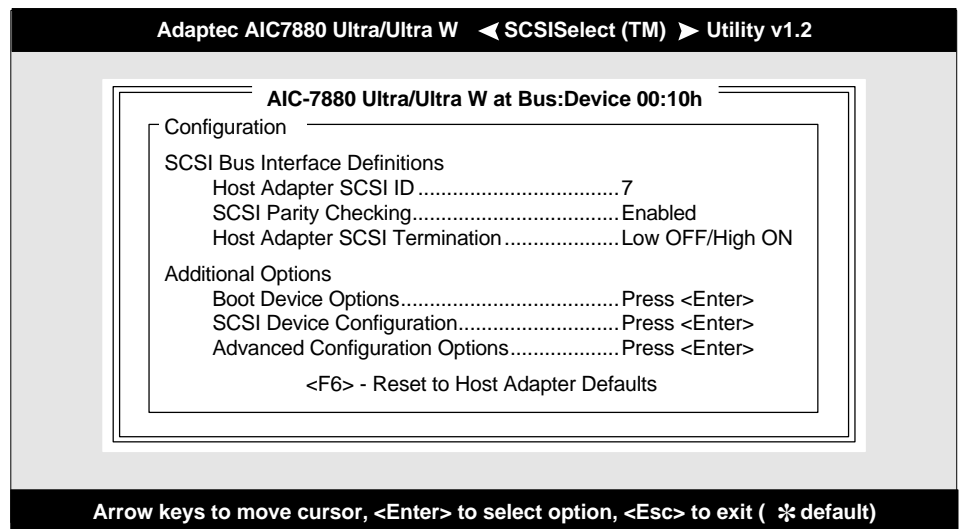 Adaptec AIC7880 Ultra/Ultra W ◄ SCSISelect (TM) ► Utility v1.2
AIC-7880 Ultra/Ultra W at Bus:Device 00:10h
Configuration
SCSI Bus Interface Definitions
Host Adapter SCSI ID...................................7
SCSI Parity Checking....................................Enabled
Host Adapter SCSI Termination....................Low OFF/High ON
Additional Options
Boot Device Options......................................Press <Enter>
SCSI Device Configuration............................Press <Enter>
Advanced Configuration Options...................Press <Enter>
<F6> - Reset to Host Adapter Defaults
Arrow keys to move cursor, <Enter> to select option, <Esc> to exit ( ✻ default)